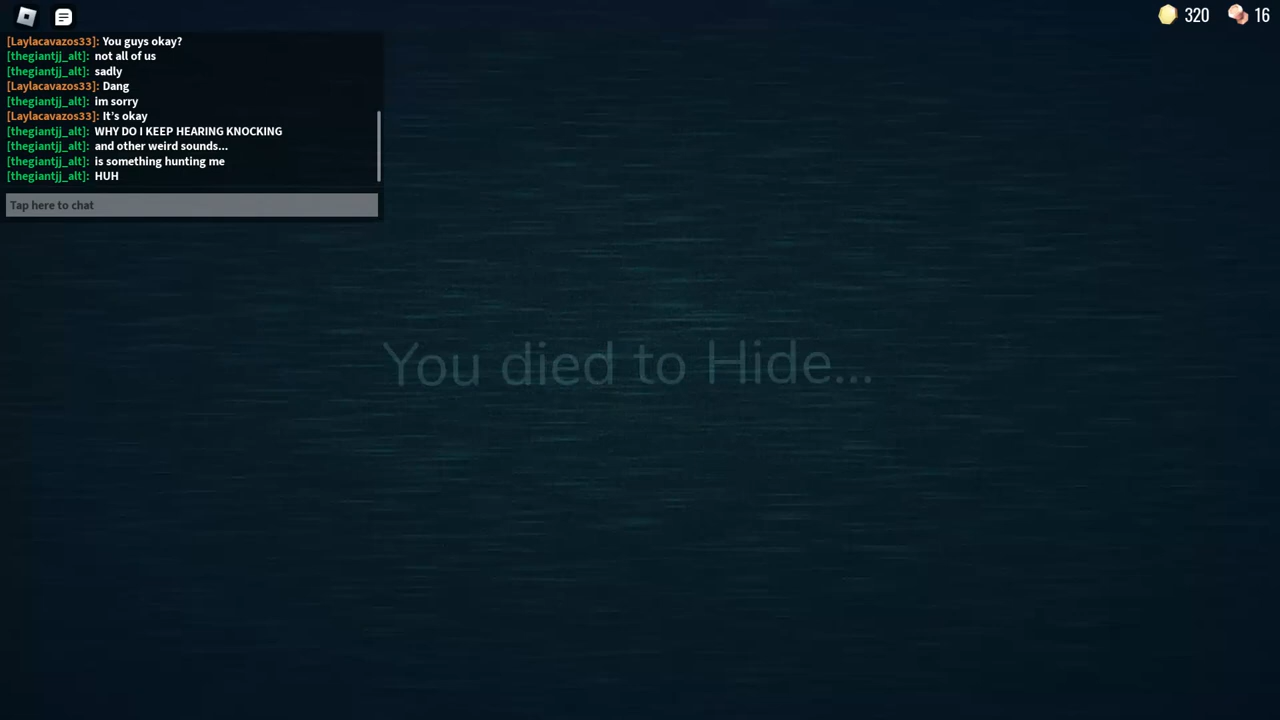 320
16
[Laylacavazos33]: You guys okay?
[thegiantjj_alt]: not all of us
[thegiantjj_alt]: sadly
[Laylacavazos33]: Dang
[thegiantjj_alt]: im sorry
[Laylacavazos33]: It's okay
[thegiantjj_alt]: WHY DO I KEEP HEARING KNOCKING
[thegiantjj_alt]: and other weird sounds...
[thegiantjj_alt]: is something hunting me
[thegiantjj_alt]: HUH
Tap here to chat
You died to Hide...